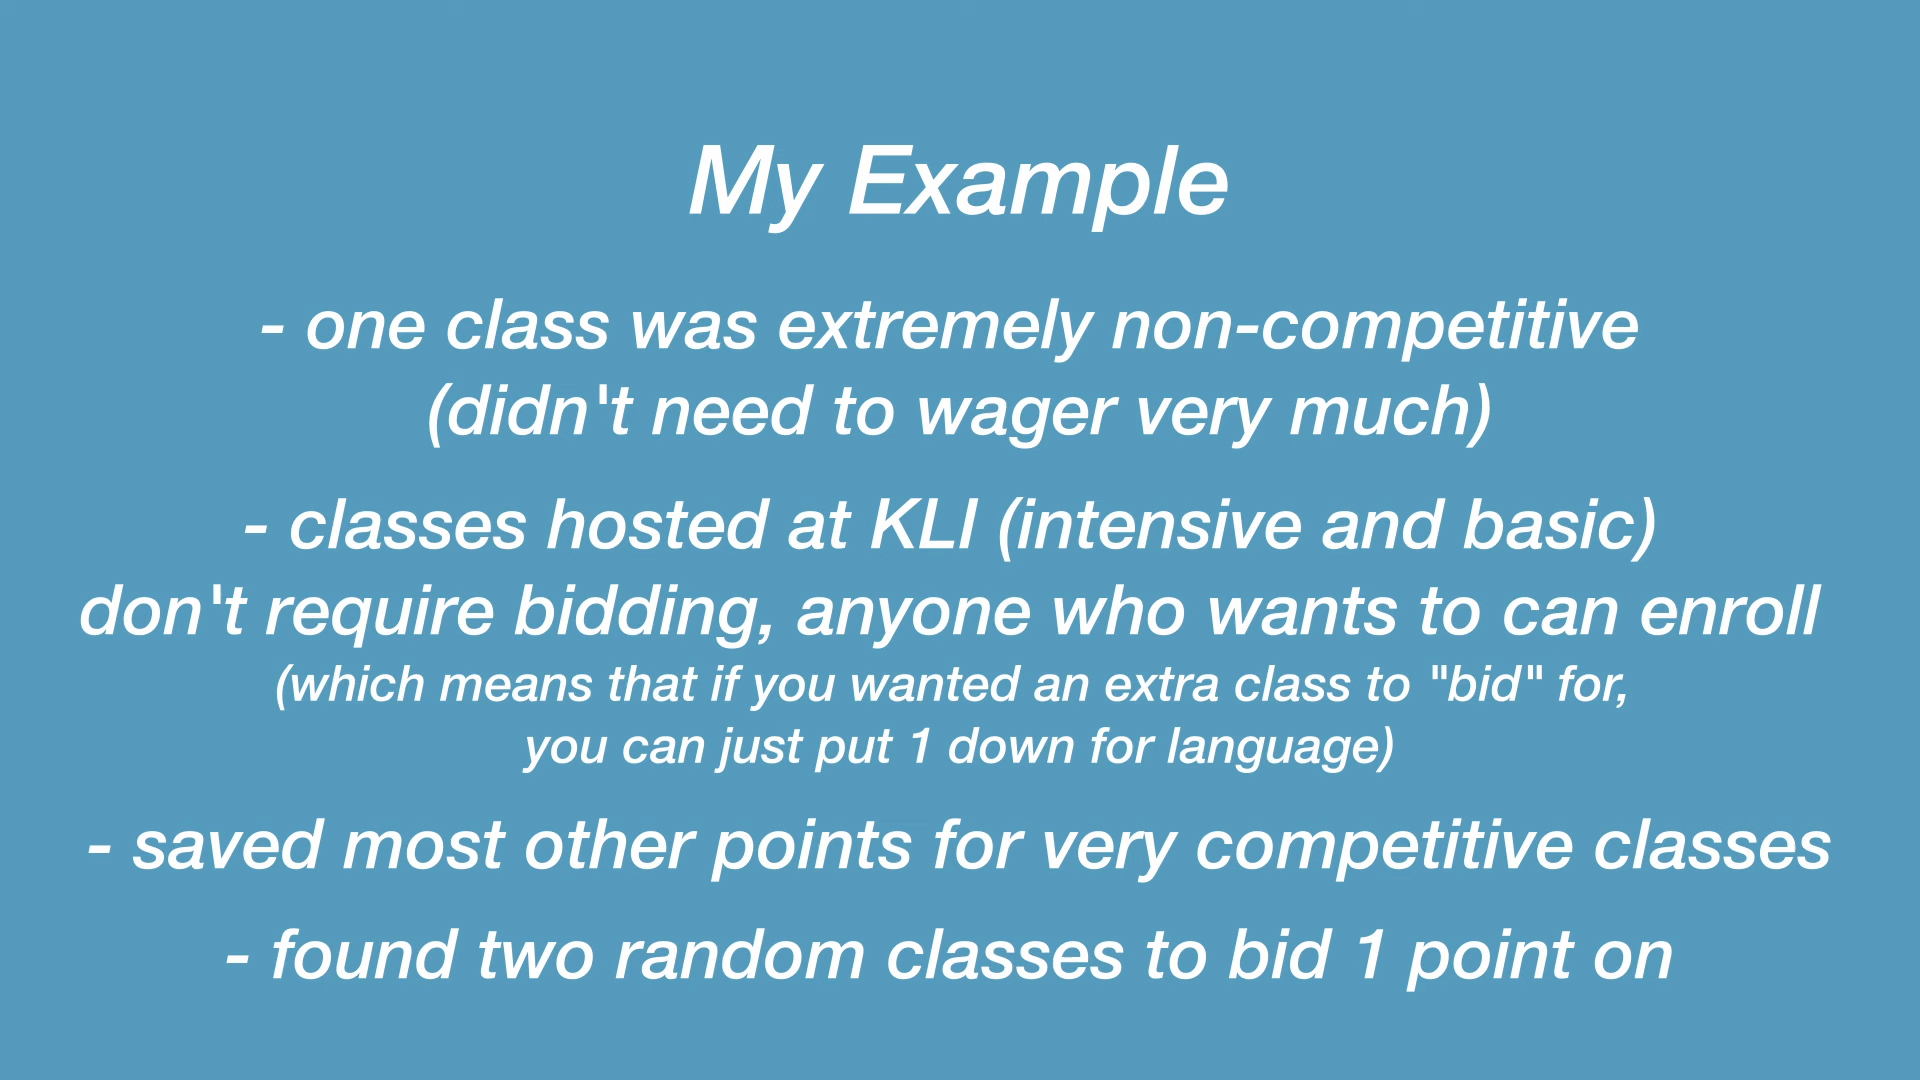 My Example
- one class was extremely non-competitive
(didn't need to wager very much)
- classes hosted at KLI (intensive and basic)
don't require bidding, anyone who wants to can enroll
(which means that if you wanted an extra class to "bid" for,
you can just put 1 down for language)
- saved most other points for very competitive classes
- found two random classes to bid 1 point on